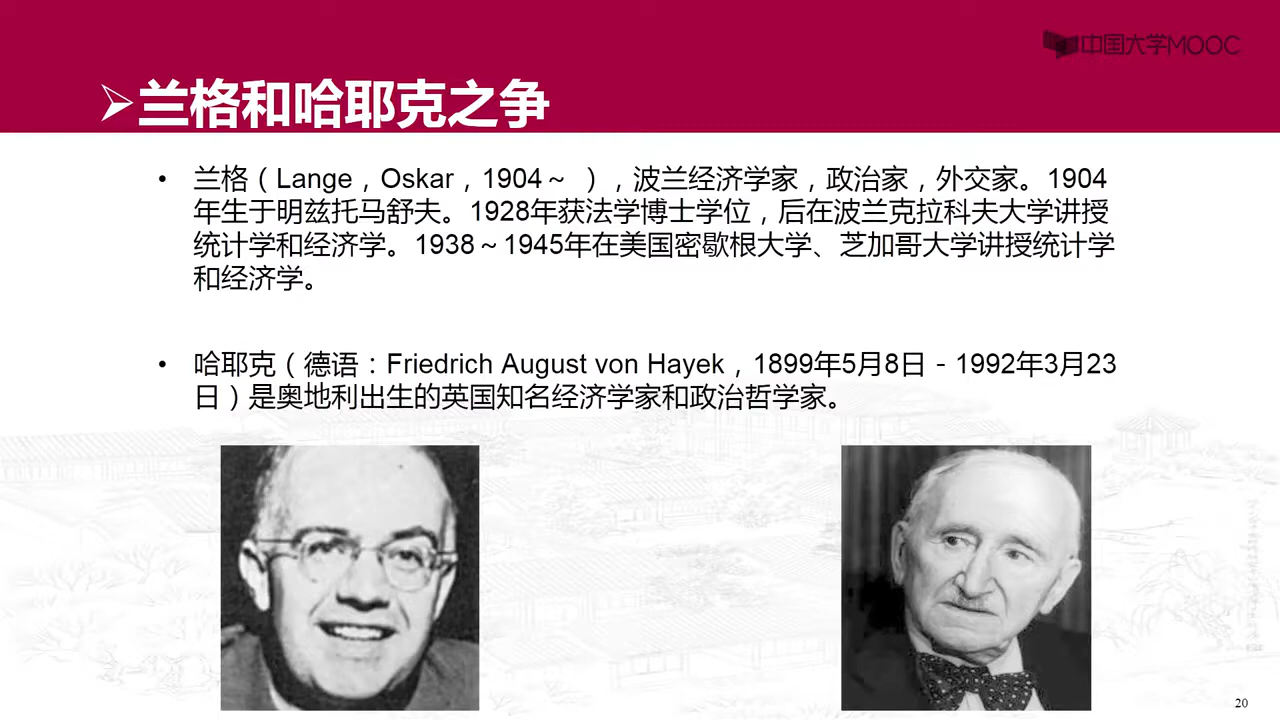 中国大学MOOC
兰格和哈耶克之争
• 兰格（Lange，Oskar，1904～ ），波兰经济学家，政治家，外交家。1904
年生于明兹托马舒夫。1928年获法学博士学位，后在波兰克拉科夫大学讲授
统计学和经济学。1938～1945年在美国密歇根大学、芝加哥大学讲授统计学
和经济学。
• 哈耶克（德语：Friedrich August von Hayek，1899年5月8日－1992年3月23
日）是奥地利出生的英国知名经济学家和政治哲学家。
20